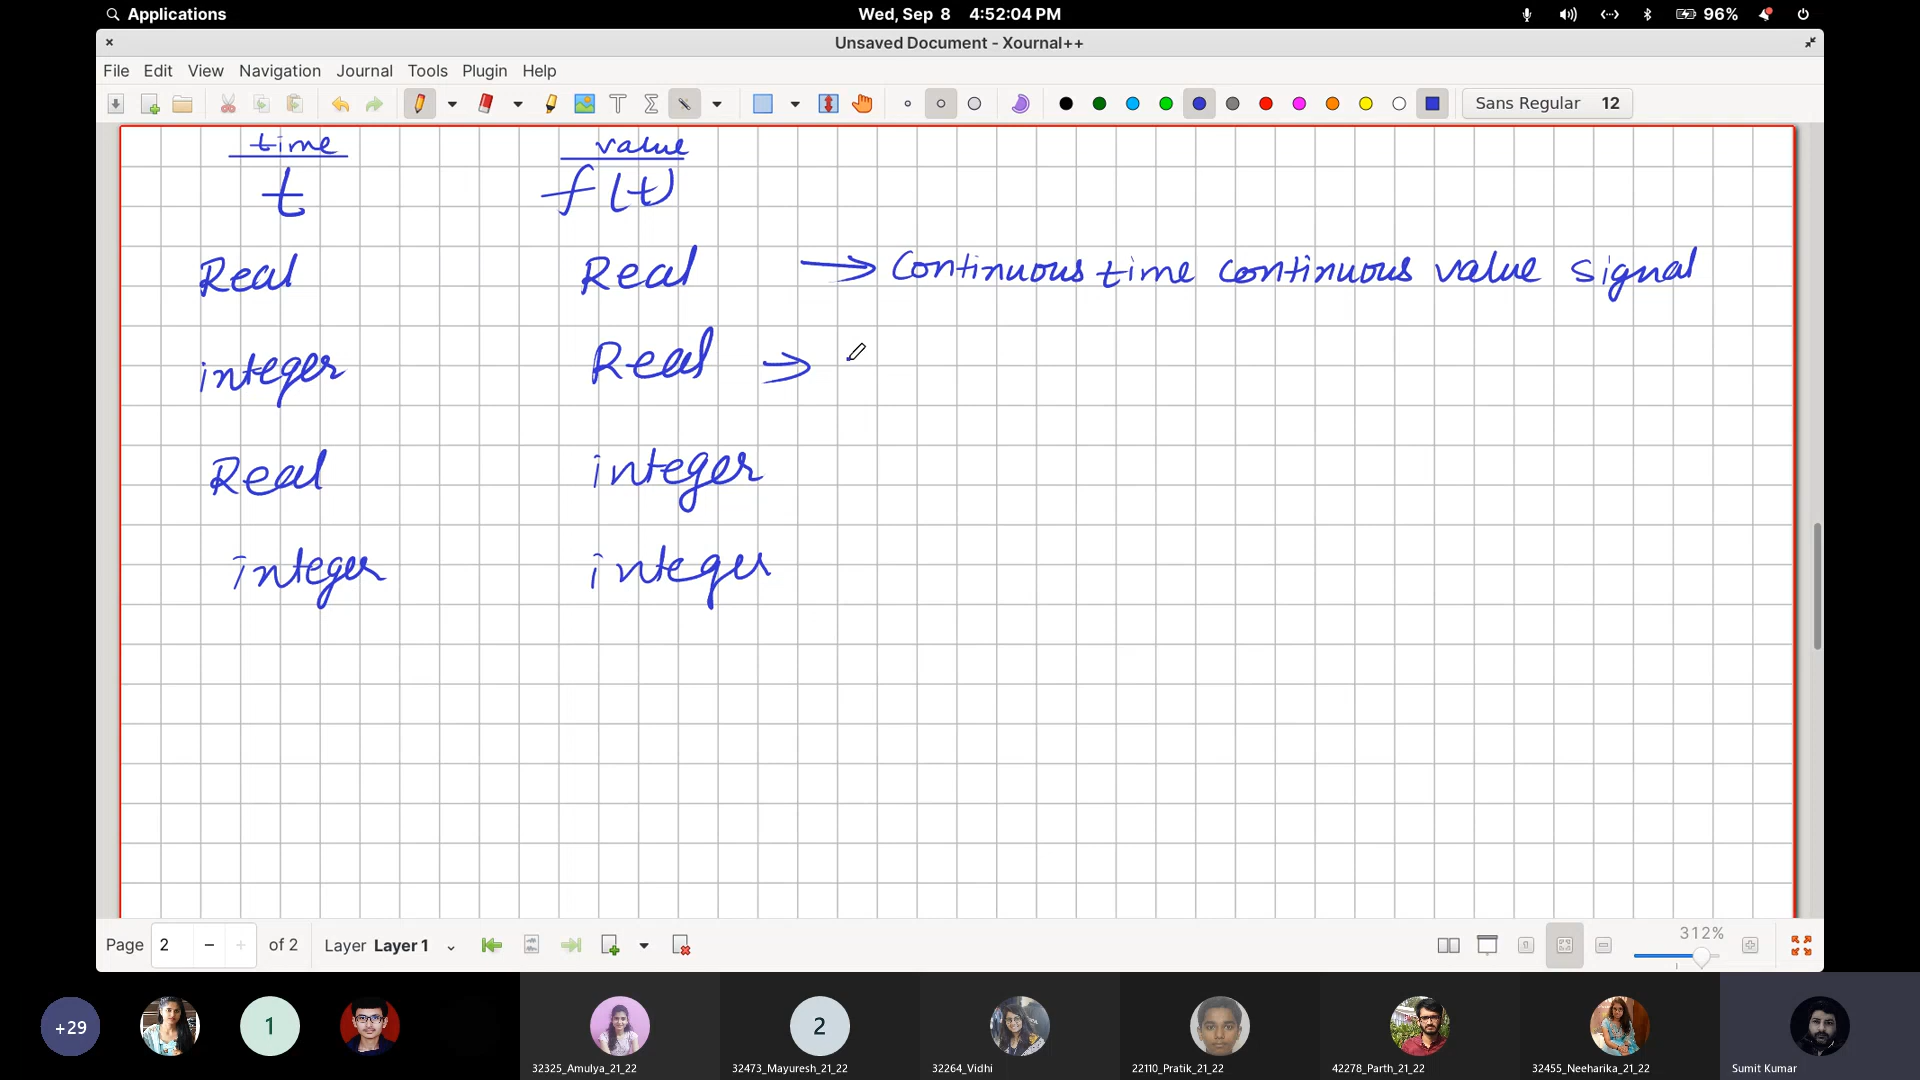 Applications
Wed, Sep 8 4:52:04 PM
96%
Unsaved Document - Xournal++
File Edit View Navigation Journal Tools Plugin Help
Sans Regular 12
time value
t f(t)
Real Real → Continuous time continuous value signal
integer Real →
Real integer
integer integer
Page 2 of 2 Layer Layer 1
312%
+29
1
2
32325_Amulya_21_22
32473_Mayuresh_21_22
32264_Vidhi
22110_Pratik_21_22
42278_Parth_21_22
32455_Neeharika_21_22
Sumit Kumar